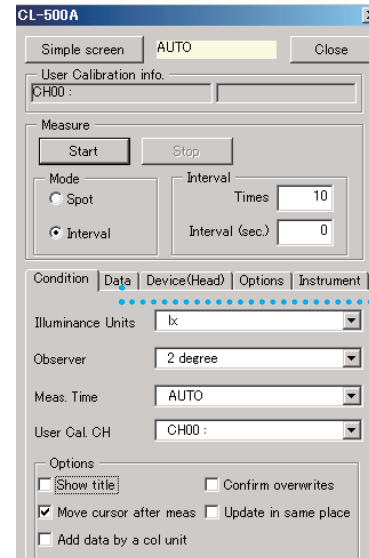 CL-500A
Simple screen AUTO Close
User Calibration info.
CH00 :
Measure
Start Stop
Mode Interval
Spot Times 10
Interval Interval (sec.) 0
Condition Data Device(Head) Options Instrument
Illuminance Units lx
Observer 2 degree
Meas. Time AUTO
User Cal. CH CH00 :
Options
Show title Confirm overwrites
Move cursor after meas Update in same place
Add data by a col unit